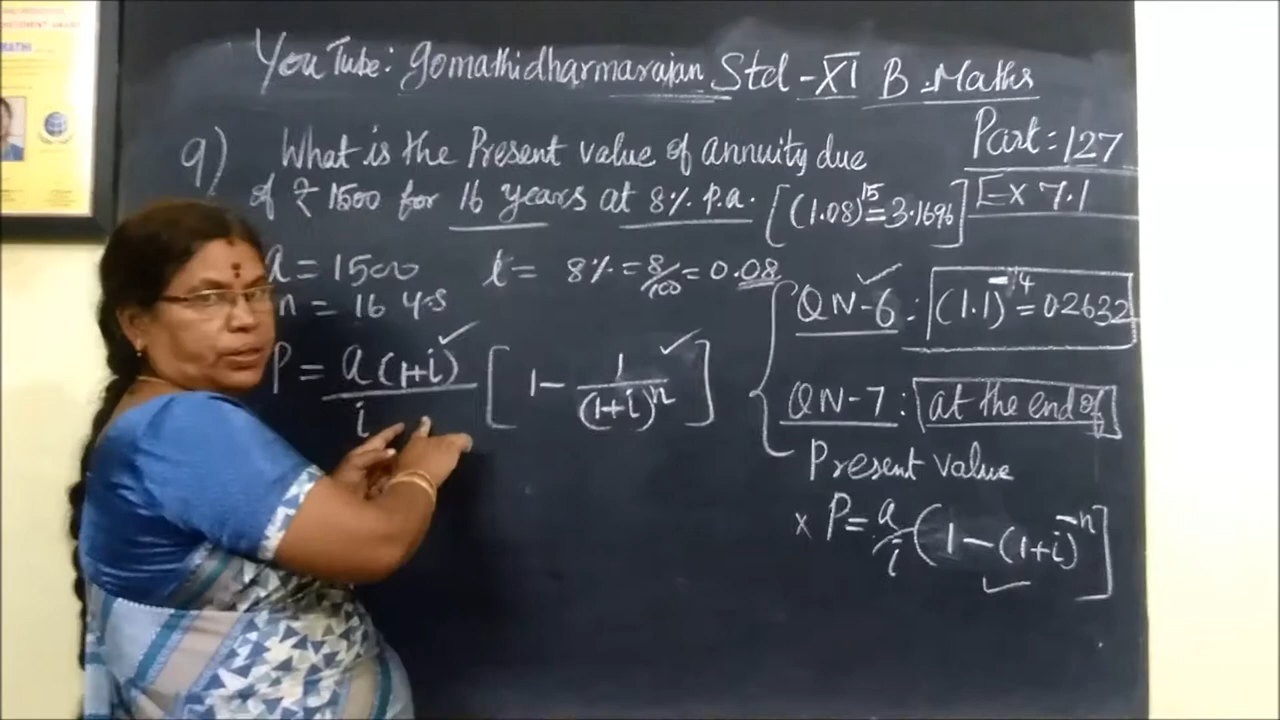 YouTube: gomathidharmarajan Std - XI B.Maths
Part: 127
Ex 7.1
9) What is the Present value of annuity due
of ₹ 1500 for 16 years at 8% p.a. [(1.08)^15 = 3.1696]
a = 1500 i = 8% = 8/100 = 0.08
n = 16 yrs
P = a(1+i)/i [1 - 1/(1+i)^n]
QN-6: (1.1)^-14 = 0.2632
QN-7: at the end of
Present value
x P = a/i (1 - (1+i)^-n]
MATHI